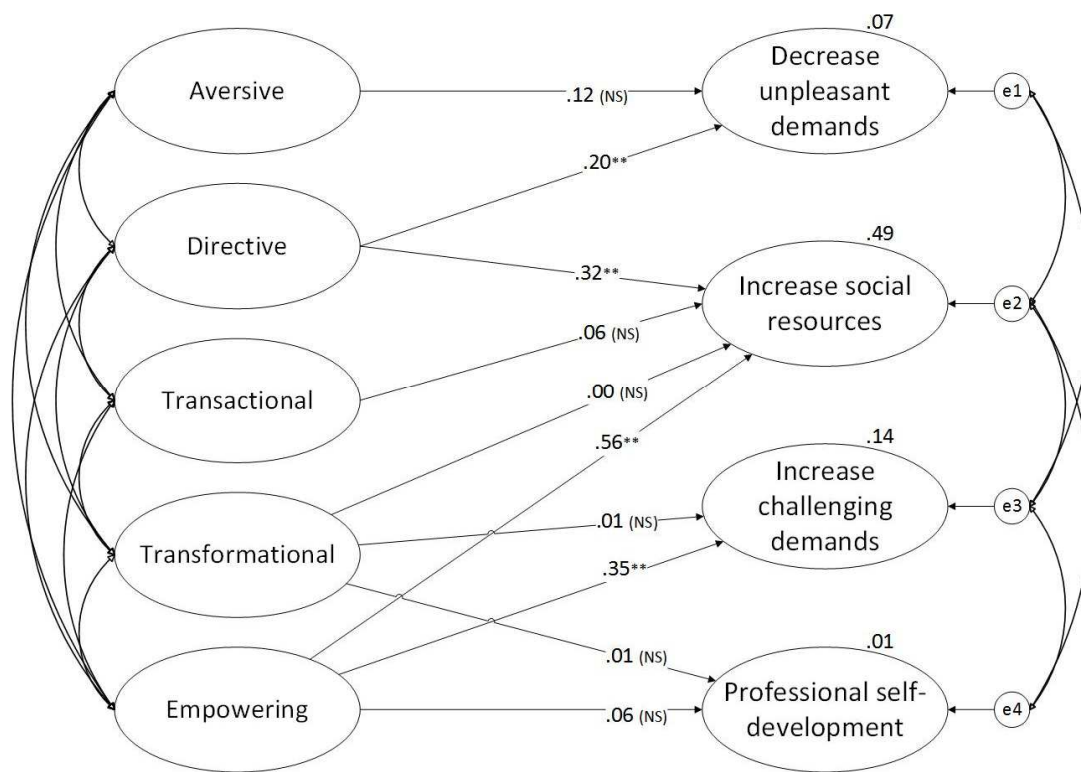 .07
Aversive
.12 (NS)
Decrease
unpleasant
demands
e1
.20**
Directive
.49
.32**
Increase social
resources
e2
.06 (NS)
Transactional
.00 (NS)
.56**
.14
Increase
challenging
demands
e3
.01 (NS)
Transformational
.35**
.01 (NS)
.01
Empowering
.06 (NS)
Professional self-
development
e4